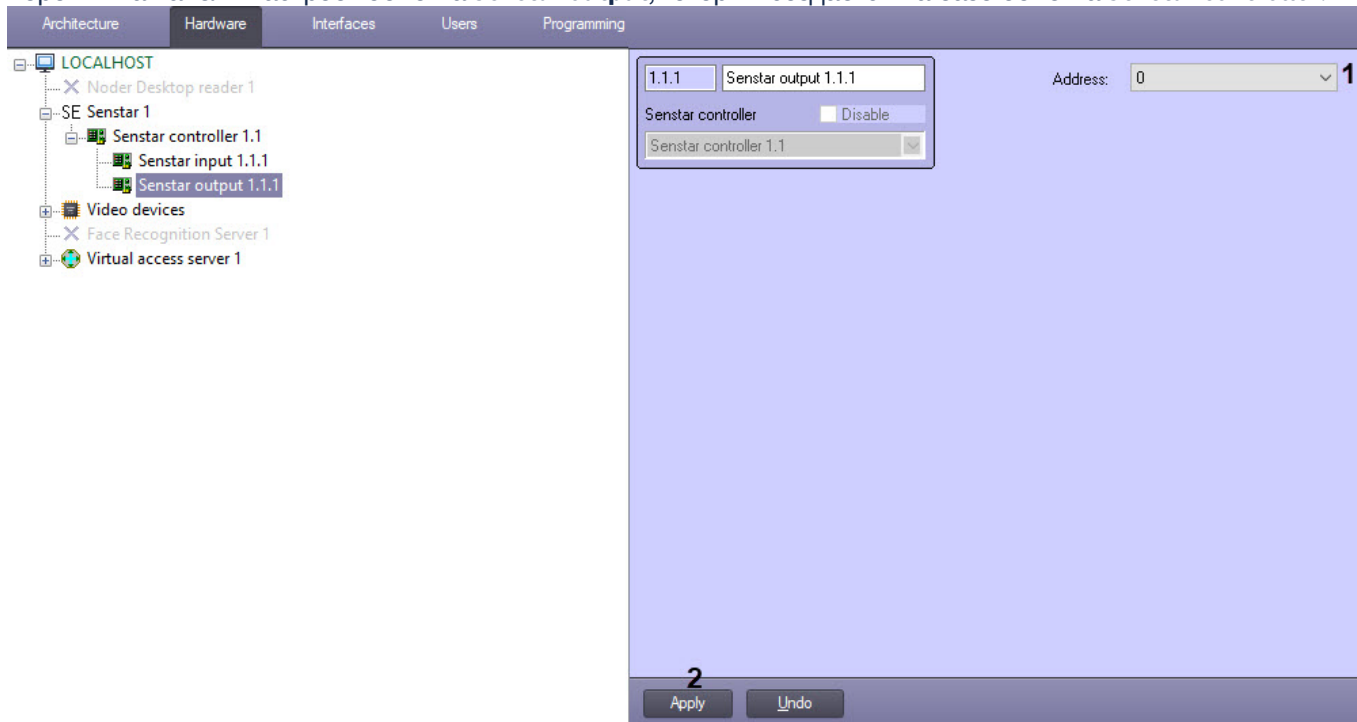 Architecture Hardware Interfaces Users Programming
LOCALHOST
Noder Desktop reader 1
SE Senstar 1
Senstar controller 1.1
Senstar input 1.1.1
Senstar output 1.1.1
Video devices
Face Recognition Server 1
Virtual access server 1
1.1.1 Senstar output 1.1.1
Address: 0 1
Senstar controller Disable
Senstar controller 1.1
2
Apply Undo